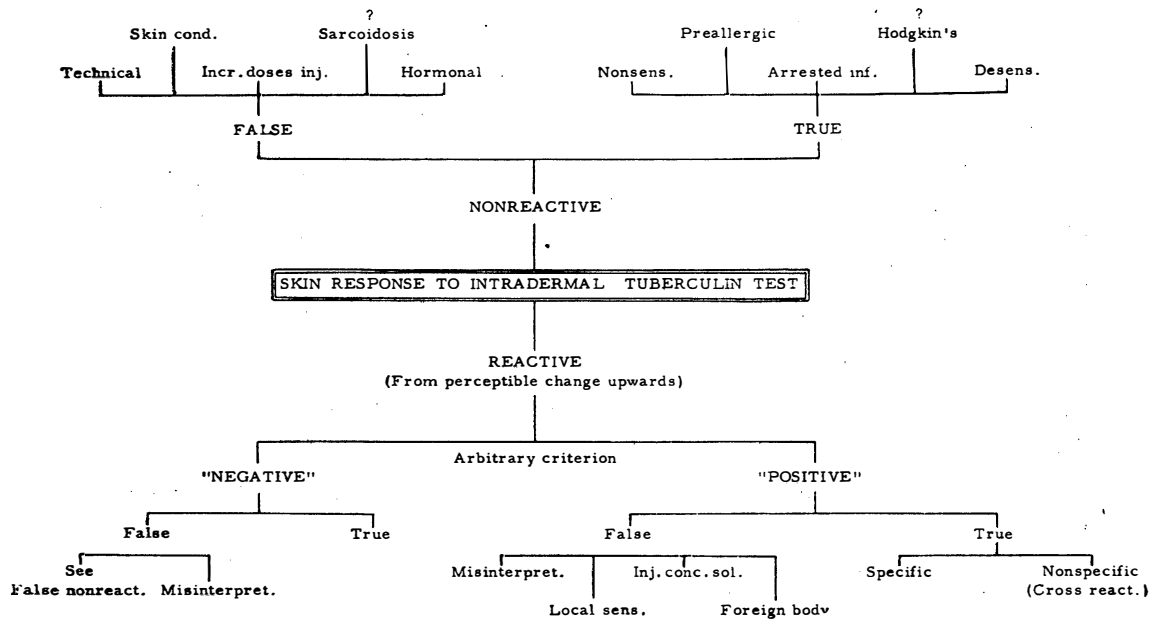 ? ?
Skin cond. Sarcoidosis Preallergic Hodgkin's
Technical Incr. doses inj. Hormonal Nonsens. Arrested inf. Desens.
FALSE TRUE
NONREACTIVE
SKIN RESPONSE TO INTRADERMAL TUBERCULIN TEST
REACTIVE
(From perceptible change upwards)
Arbitrary criterion
"NEGATIVE" "POSITIVE"
False True False True
See Misinterpret. Inj. conc. sol. Specific Nonspecific
False nonreact. Misinterpret. (Cross react.)
Local sens. Foreign body